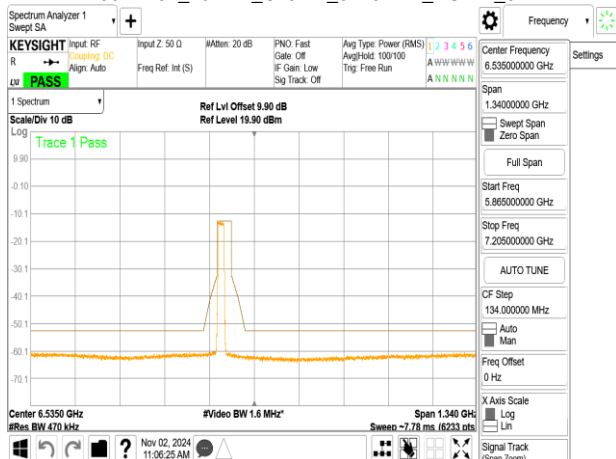 Spectrum Analyzer 1
Swept SA
Frequency
KEYSIGHT
Input: RF
Coupling: DC
Align: Auto
Input Z: 50 Ω
Freq Ref: Int (S)
#Atten: 20 dB
PNO: Fast
Gate: Off
IF Gain: Low
Sig Track: Off
Avg Type: Power (RMS)
Avg|Hold: 100/100
Trig: Free Run
1 2 3 4 5 6
A W W W W W
A N N N N N
R
LXI
PASS
Center Frequency
6.535000000 GHz
Settings
Span
1.34000000 GHz
Swept Span
Zero Span
Full Span
Start Freq
5.865000000 GHz
Stop Freq
7.205000000 GHz
AUTO TUNE
CF Step
134.000000 MHz
Auto
Man
Freq Offset
0 Hz
X Axis Scale
Log
Lin
Signal Track
(Span Zoom)
1 Spectrum
Scale/Div 10 dB
Ref Lvl Offset 9.90 dB
Ref Level 19.90 dBm
Log
Trace 1 Pass
9.90
-0.10
-10.1
-20.1
-30.1
-40.1
-50.1
-60.1
-70.1
Center 6.5350 GHz
#Video BW 1.6 MHz*
Span 1.340 GHz
#Res BW 470 kHz
Sweep ~7.78 ms (6233 pts
?
Nov 02, 2024
11:06:25 AM